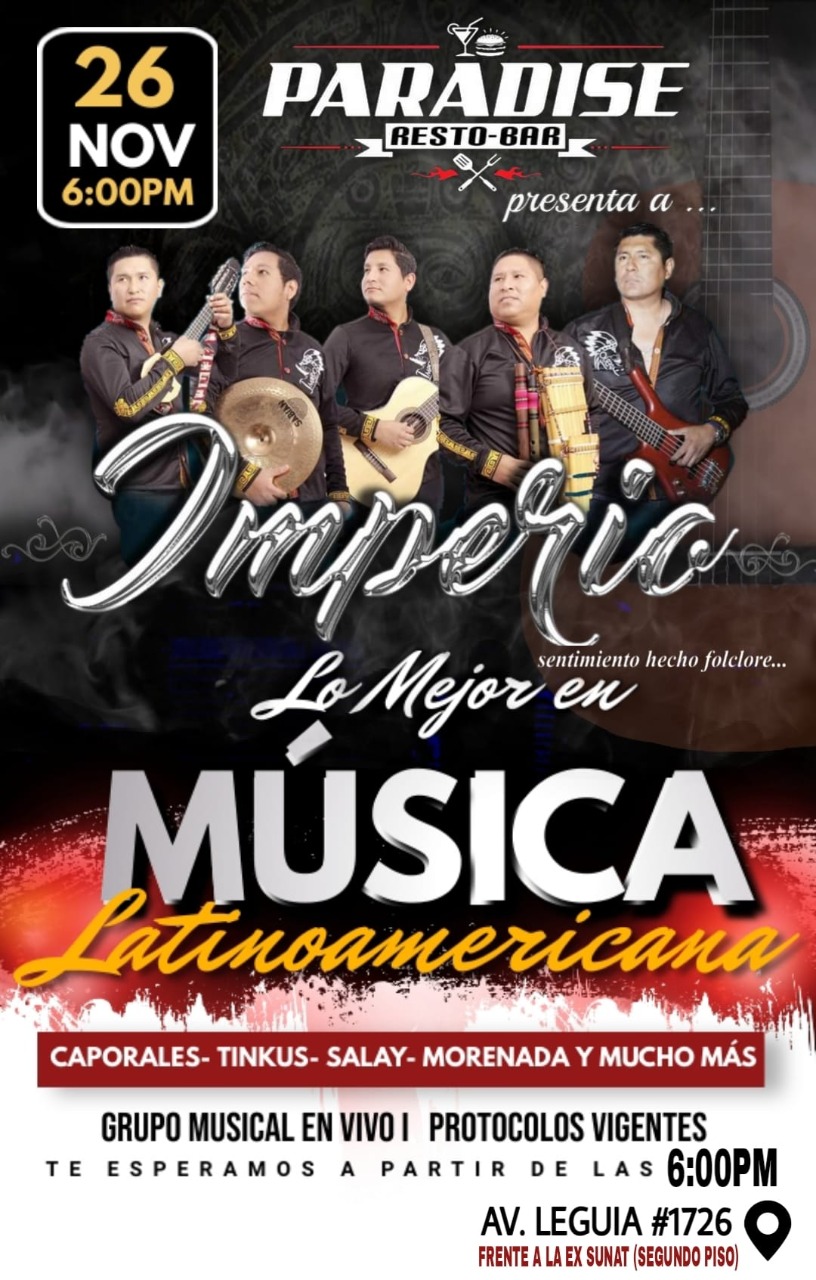 26
NOV
6:00PM
PARADISE
RESTO-BAR
presenta a ...
SABIAN
Imperio
sentimiento hecho folclore...
Lo Mejor en
MÚSICA
Latinoamericana
CAPORALES- TINKUS- SALAY- MORENADA Y MUCHO MÁS
GRUPO MUSICAL EN VIVO I PROTOCOLOS VIGENTES
TE ESPERAMOS A PARTIR DE LAS 6:00PM
AV. LEGUIA #1726
FRENTE A LA EX SUNAT (SEGUNDO PISO)